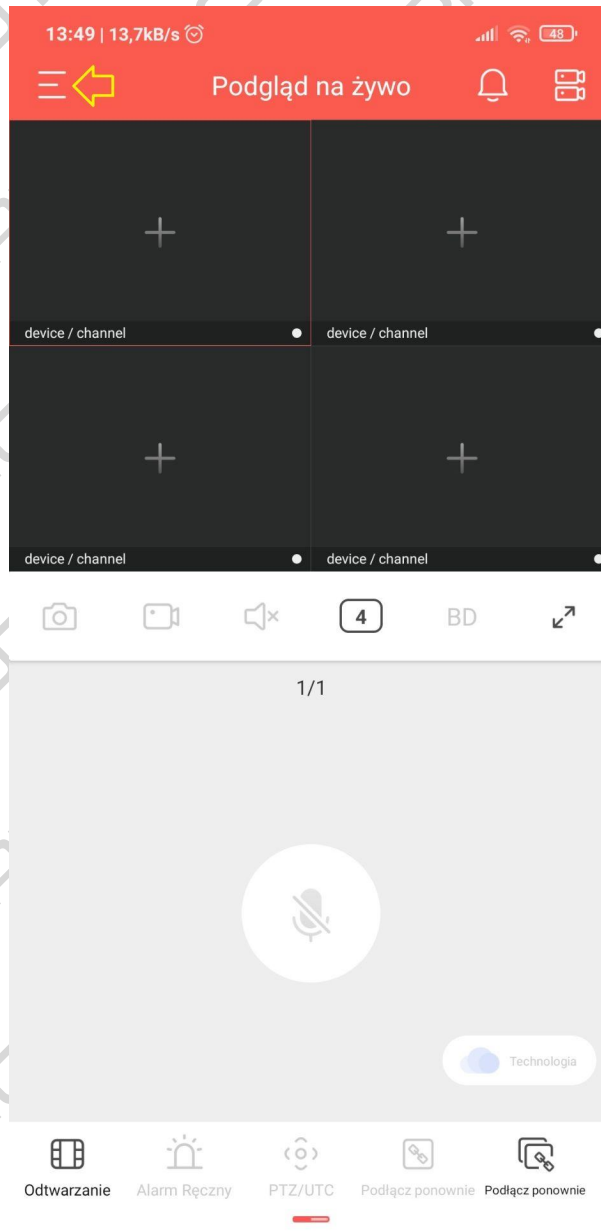 13:49 | 13,7kB/s 48
Podgląd na żywo
device / channel device / channel
device / channel device / channel
4 BD
1/1
Technologia
Odtwarzanie Alarm Ręczny PTZ/UTC Podłącz ponownie Podłącz ponownie